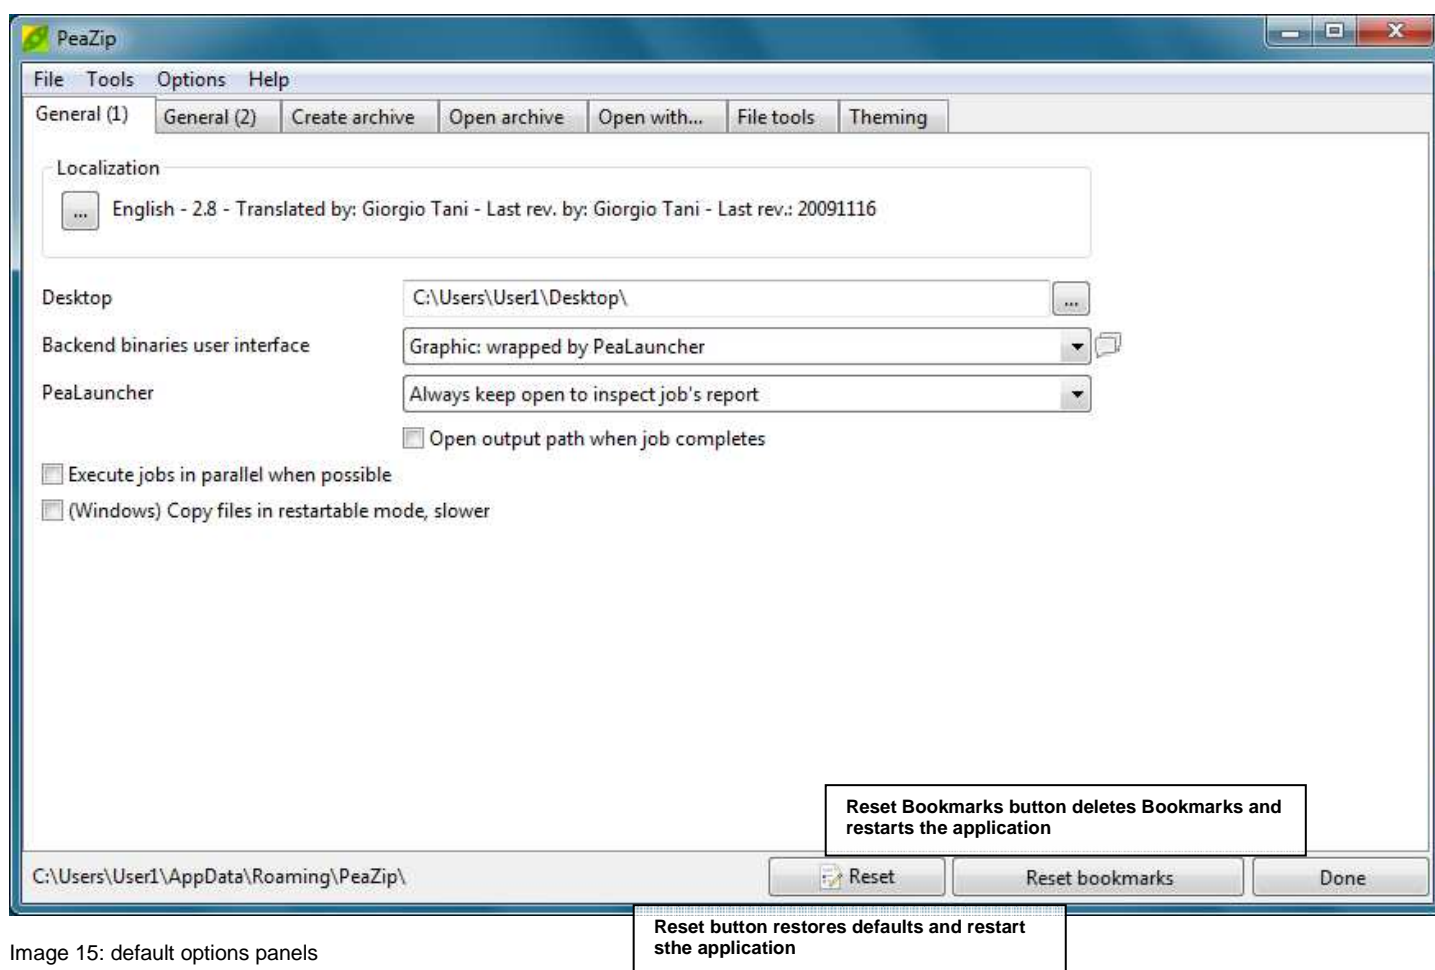 PeaZip
File Tools Options Help
General (1) General (2) Create archive Open archive Open with... File tools Theming
Localization
... English - 2.8 - Translated by: Giorgio Tani - Last rev. by: Giorgio Tani - Last rev.: 20091116
Desktop C:\Users\User1\Desktop\ ...
Backend binaries user interface Graphic: wrapped by PeaLauncher
PeaLauncher Always keep open to inspect job's report
Open output path when job completes
Execute jobs in parallel when possible
(Windows) Copy files in restartable mode, slower
Reset Bookmarks button deletes Bookmarks and
restarts the application
C:\Users\User1\AppData\Roaming\PeaZip\ Reset Reset bookmarks Done
Reset button restores defaults and restart
sthe application
Image 15: default options panels